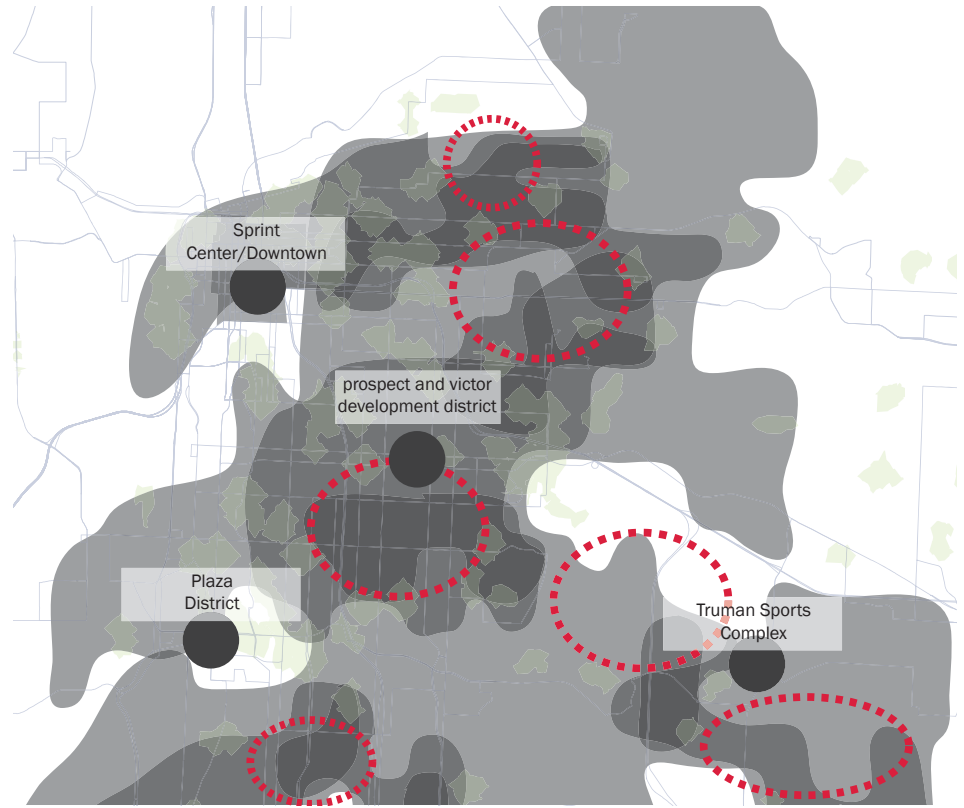 Sprint
Center/Downtown
prospect and victor
development district
Plaza
District
Truman Sports
Complex